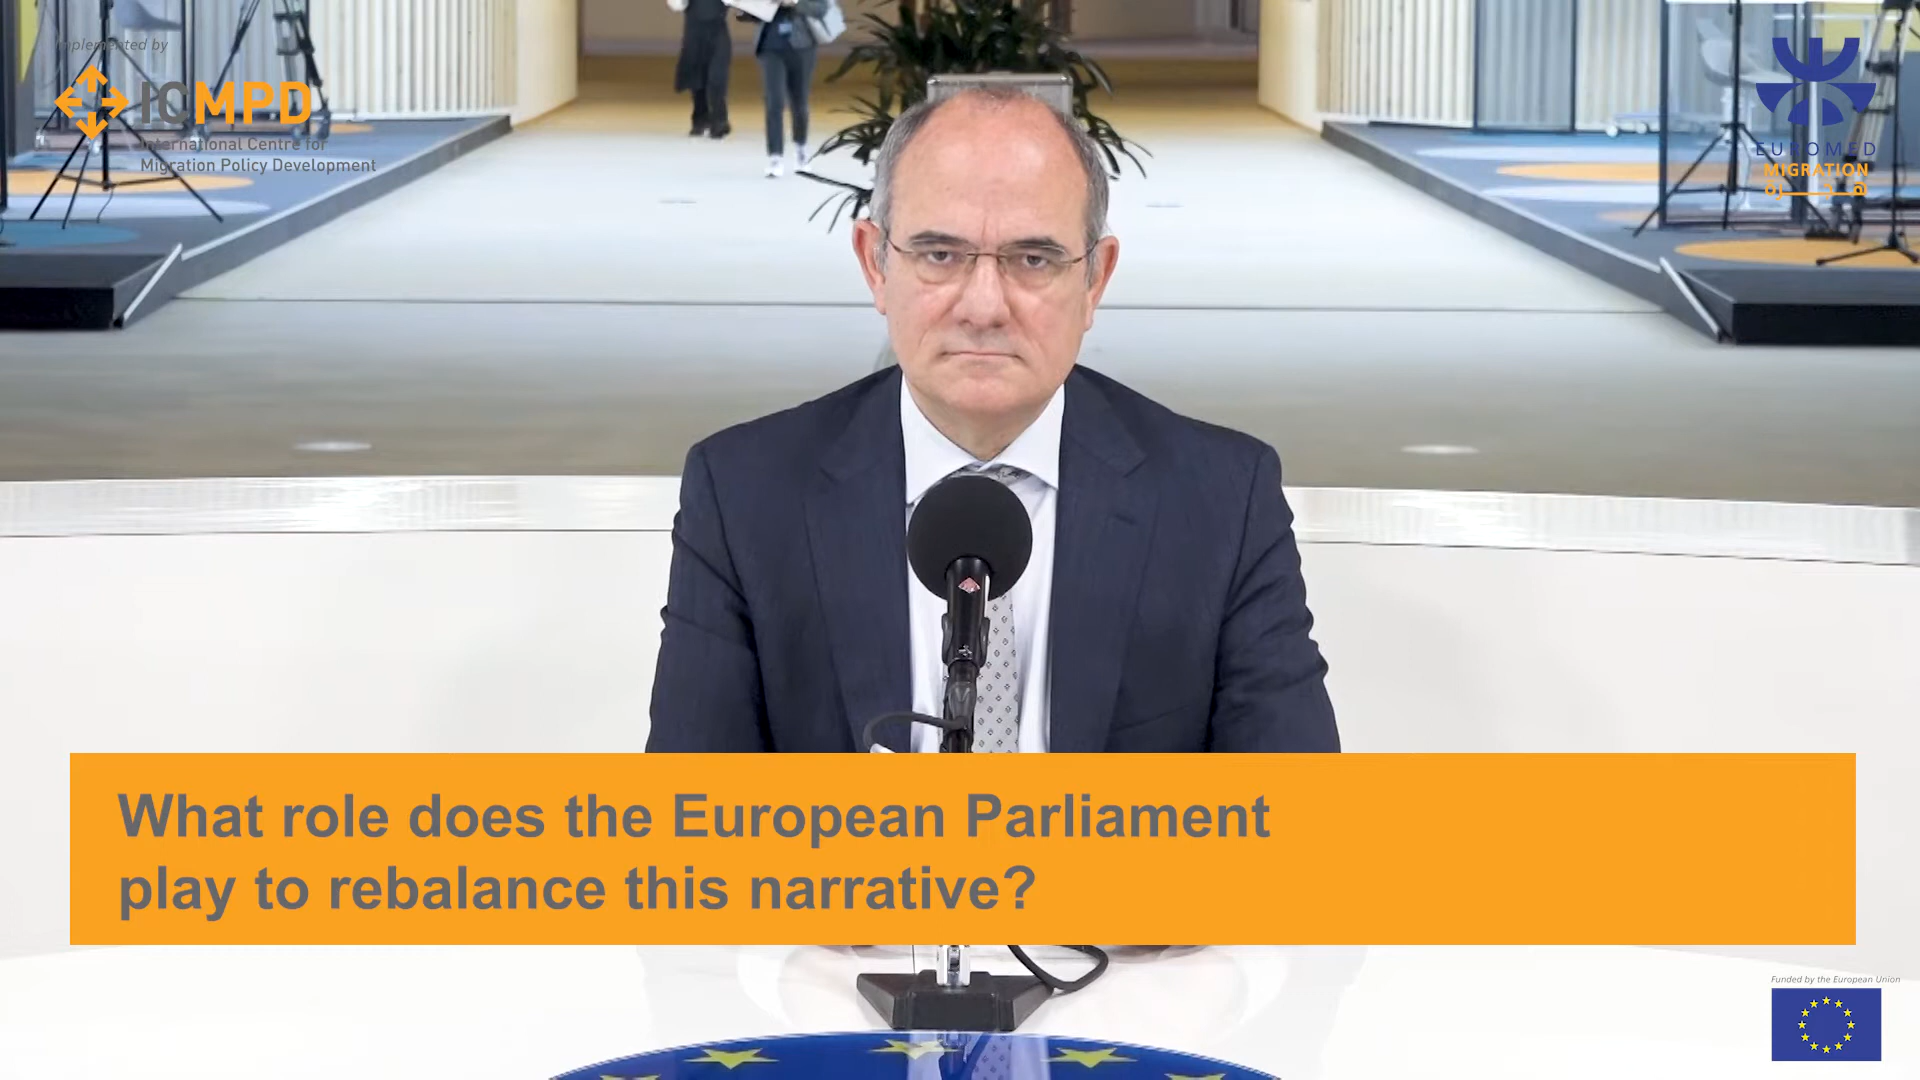 Implemented by
ICMPD
International Centre for
Migration Policy Development
EUROMED
MIGRATION
هـجـرة
What role does the European Parliament
play to rebalance this narrative?
Funded by the European Union